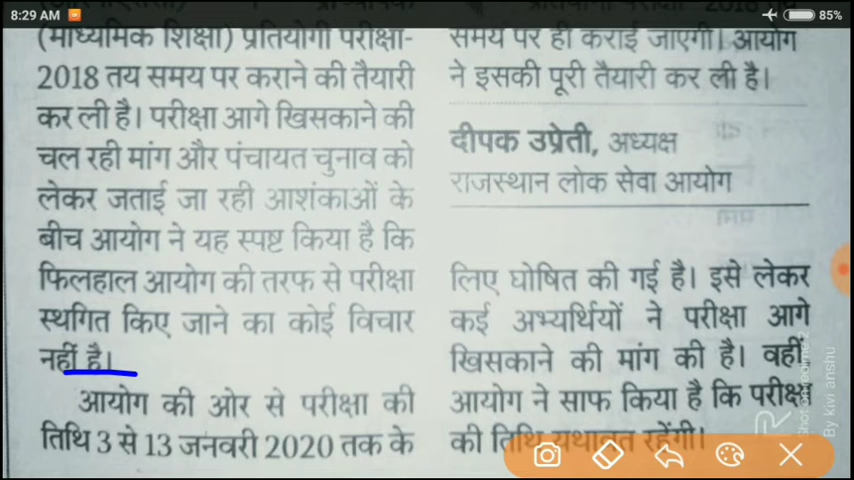 8:29 AM
85%
(माध्यमिक शिक्षा) प्रतियोगी परीक्षा-
2018 तय समय पर कराने की तैयारी
कर ली है। परीक्षा आगे खिसकाने की
चल रही मांग और पंचायत चुनाव को
लेकर जताई जा रही आशंकाओं के
बीच आयोग ने यह स्पष्ट किया है कि
फिलहाल आयोग की तरफ से परीक्षा
स्थगित किए जाने का कोई विचार
नहीं है।
आयोग की ओर से परीक्षा की
तिथि 3 से 13 जनवरी 2020 तक के
समय पर ही कराई जाएगी। आयोग
ने इसकी पूरी तैयारी कर ली है।
दीपक उप्रेती, अध्यक्ष
राजस्थान लोक सेवा आयोग
लिए घोषित की गई है। इसे लेकर
कई अभ्यर्थियों ने परीक्षा आगे
खिसकाने की मांग की है। वहीं
आयोग ने साफ किया है कि परीक्षा
की तिथि यथावत रहेंगी।
By kivi anshu